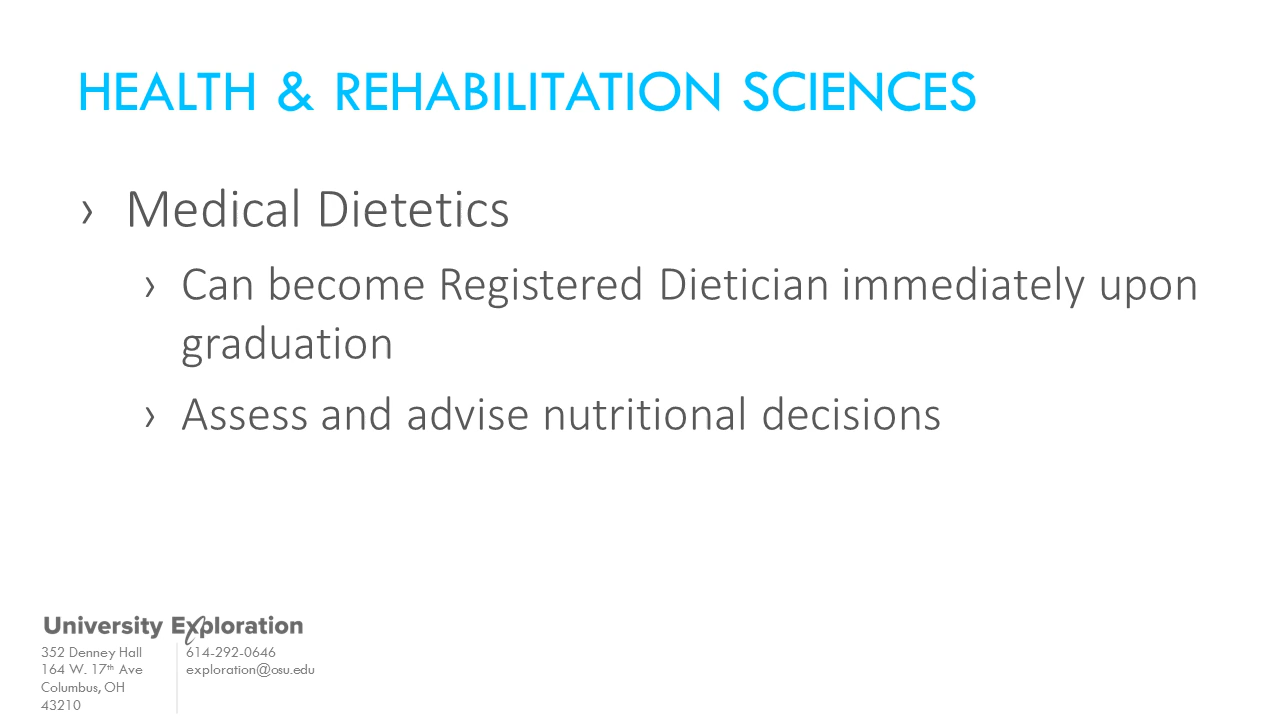 HEALTH & REHABILITATION SCIENCES
› Medical Dietetics
› Can become Registered Dietician immediately upon
graduation
› Assess and advise nutritional decisions
University Exploration
352 Denney Hall
164 W. 17th Ave
Columbus, OH
43210
614-292-0646
exploration@osu.edu